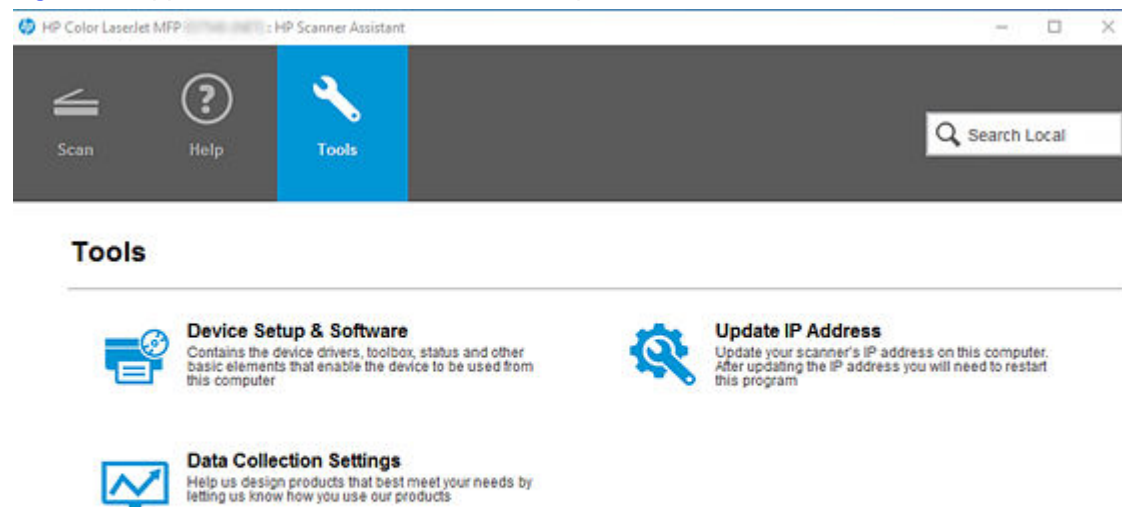 HP Color LaserJet MFP : HP Scanner Assistant
Scan
Help
Tools
Search Local
Tools
Device Setup & Software
Contains the device drivers, toolbox, status and other
basic elements that enable the device to be used from
this computer
Update IP Address
Update your scanner's IP address on this computer.
After updating the IP address you will need to restart
this program
Data Collection Settings
Help us design products that best meet your needs by
letting us know how you use our products